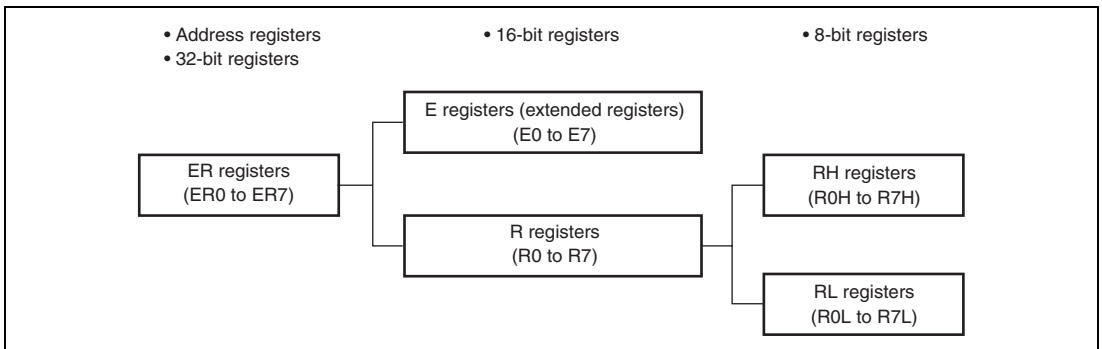 • Address registers
• 32-bit registers
• 16-bit registers
• 8-bit registers
E registers (extended registers)
(E0 to E7)
ER registers
(ER0 to ER7)
RH registers
(R0H to R7H)
R registers
(R0 to R7)
RL registers
(R0L to R7L)